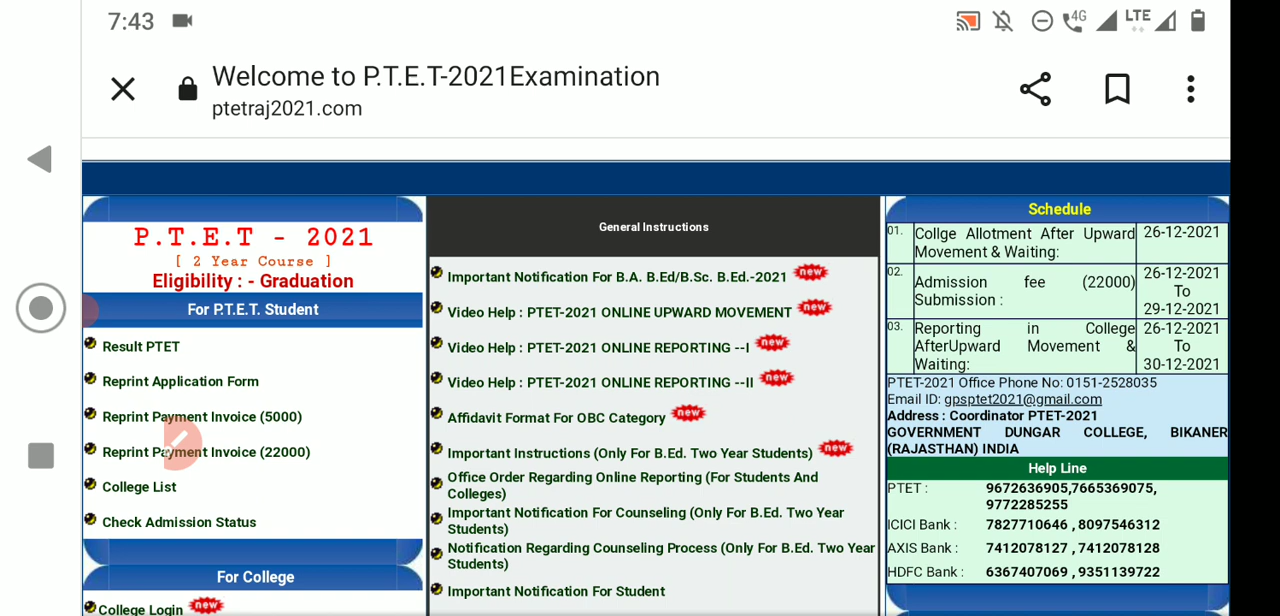 7:43
4G
LTE
Welcome to P.T.E.T-2021Examination
ptetraj2021.com
P.T.E.T - 2021
[ 2 Year Course ]
Eligibility : - Graduation
For P.T.E.T. Student
Result PTET
Reprint Application Form
Reprint Payment Invoice (5000)
Reprint Payment Invoice (22000)
College List
Check Admission Status
For College
College Login new
General Instructions
Important Notification For B.A. B.Ed/B.Sc. B.Ed.-2021 new
Video Help : PTET-2021 ONLINE UPWARD MOVEMENT new
Video Help : PTET-2021 ONLINE REPORTING --I new
Video Help : PTET-2021 ONLINE REPORTING --II new
Affidavit Format For OBC Category new
Important Instructions (Only For B.Ed. Two Year Students) new
Office Order Regarding Online Reporting (For Students And
Colleges)
Important Notification For Counseling (Only For B.Ed. Two Year
Students)
Notification Regarding Counseling Process (Only For B.Ed. Two Year
Students)
Important Notification For Student
Schedule
01. Collge Allotment After Upward 26-12-2021
Movement & Waiting:
02. Admission fee (22000) 26-12-2021
Submission : To
29-12-2021
03. Reporting in College 26-12-2021
AfterUpward Movement & To
Waiting: 30-12-2021
PTET-2021 Office Phone No: 0151-2528035
Email ID: gpsptet2021@gmail.com
Address : Coordinator PTET-2021
GOVERNMENT DUNGAR COLLEGE, BIKANER
(RAJASTHAN) INDIA
Help Line
PTET : 9672636905,7665369075,
9772285255
ICICI Bank : 7827710646 , 8097546312
AXIS Bank : 7412078127 , 7412078128
HDFC Bank : 6367407069 , 9351139722